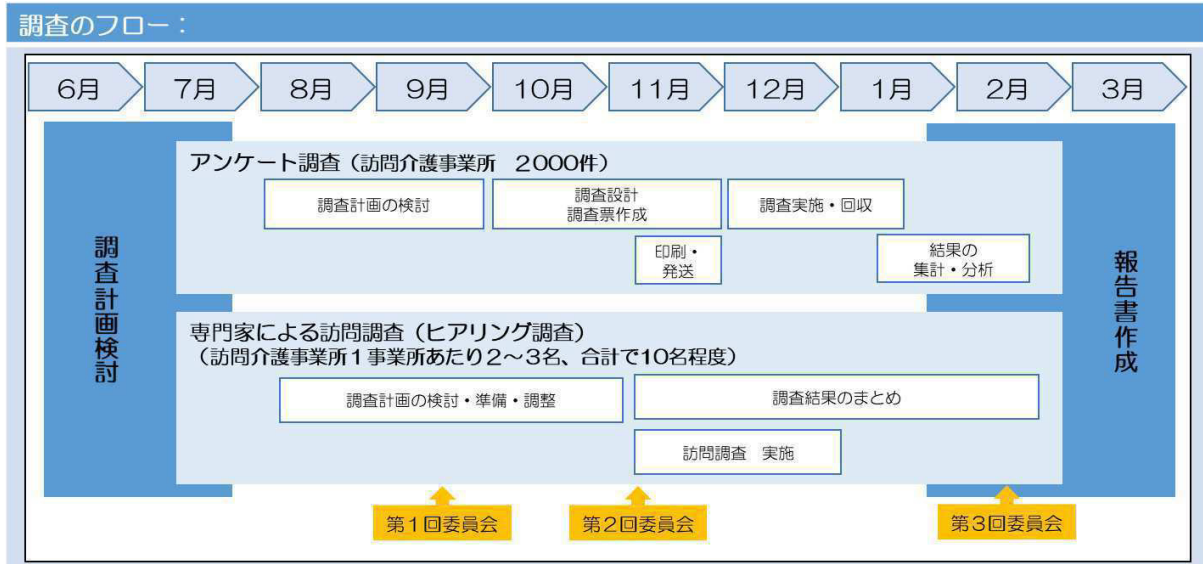 調査のフロー：
6月
7月
8月
9月
10月
11月
12月
1月
2月
3月
調査計画検討
アンケート調査（訪問介護事業所　2000件）
調査計画の検討
調査設計
調査票作成
調査実施・回収
印刷・
発送
結果の
集計・分析
専門家による訪問調査（ヒアリング調査）
（訪問介護事業所1事業所あたり2～3名、合計で10名程度）
調査計画の検討・準備・調整
調査結果のまとめ
訪問調査　実施
報告書作成
第1回委員会
第2回委員会
第3回委員会